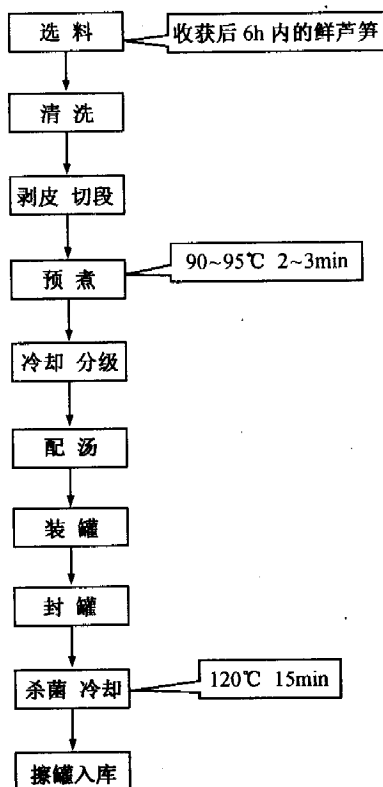 选 料
收获后 6h 内的鲜芦笋
清 洗
剥皮 切段
预 煮
90~95℃ 2~3min
冷却 分级
配 汤
装 罐
封 罐
杀菌 冷却
120℃ 15min
擦罐入库